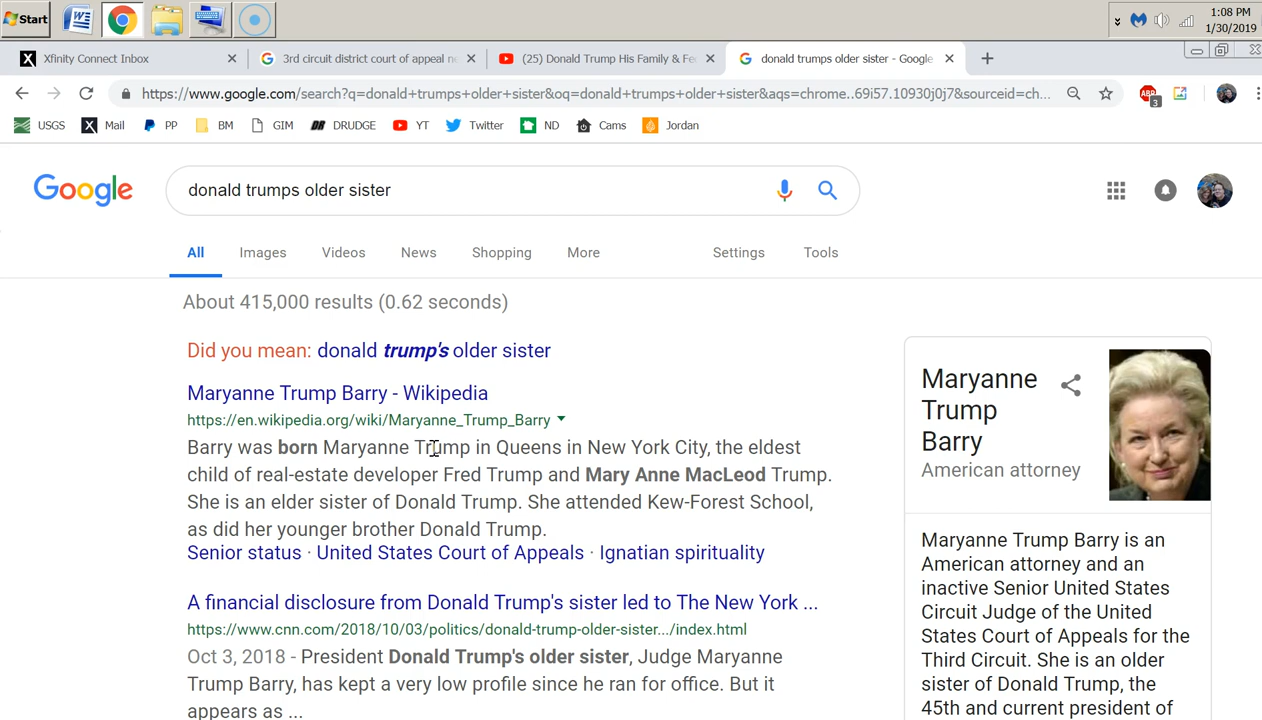 Start
1:08 PM
1/30/2019
X Xfinity Connect Inbox
3rd circuit district court of appeal n
(25) Donald Trump His Family & Fe
donald trumps older sister - Google
https://www.google.com/search?q=donald+trumps+older+sister&oq=donald+trumps+older+sister&aqs=chrome..69i57.10930j0j7&sourceid=ch...
ABP
3
USGS
X Mail
PP
BM
GIM
DR DRUDGE
YT
Twitter
ND
Cams
Jordan
Google
donald trumps older sister
All
Images
Videos
News
Shopping
More
Settings
Tools
About 415,000 results (0.62 seconds)
Did you mean: donald trump's older sister
Maryanne Trump Barry - Wikipedia
https://en.wikipedia.org/wiki/Maryanne_Trump_Barry
Barry was born Maryanne Trump in Queens in New York City, the eldest
child of real-estate developer Fred Trump and Mary Anne MacLeod Trump.
She is an elder sister of Donald Trump. She attended Kew-Forest School,
as did her younger brother Donald Trump.
Senior status · United States Court of Appeals · Ignatian spirituality
A financial disclosure from Donald Trump's sister led to The New York ...
https://www.cnn.com/2018/10/03/politics/donald-trump-older-sister.../index.html
Oct 3, 2018 - President Donald Trump's older sister, Judge Maryanne
Trump Barry, has kept a very low profile since he ran for office. But it
appears as ...
Maryanne
Trump
Barry
American attorney
Maryanne Trump Barry is an
American attorney and an
inactive Senior United States
Circuit Judge of the United
States Court of Appeals for the
Third Circuit. She is an older
sister of Donald Trump, the
45th and current president of